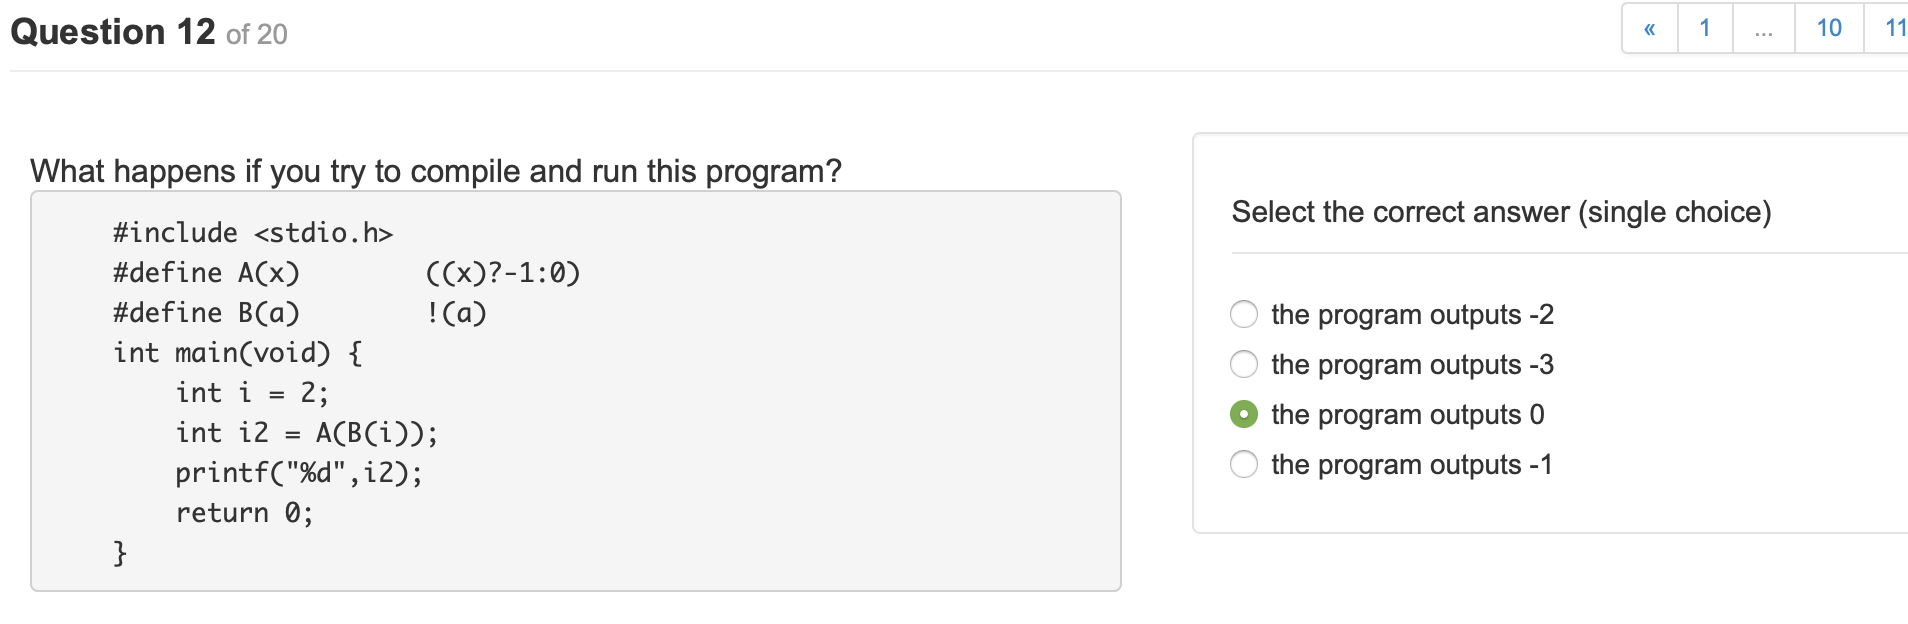 Question 12 of 20
« 1 ... 10 11
What happens if you try to compile and run this program?
#include <stdio.h>
#define A(x)        ((x)?-1:0)
#define B(a)        !(a)
int main(void) {
    int i = 2;
    int i2 = A(B(i));
    printf("%d",i2);
    return 0;
}
Select the correct answer (single choice)
the program outputs -2
the program outputs -3
the program outputs 0
the program outputs -1